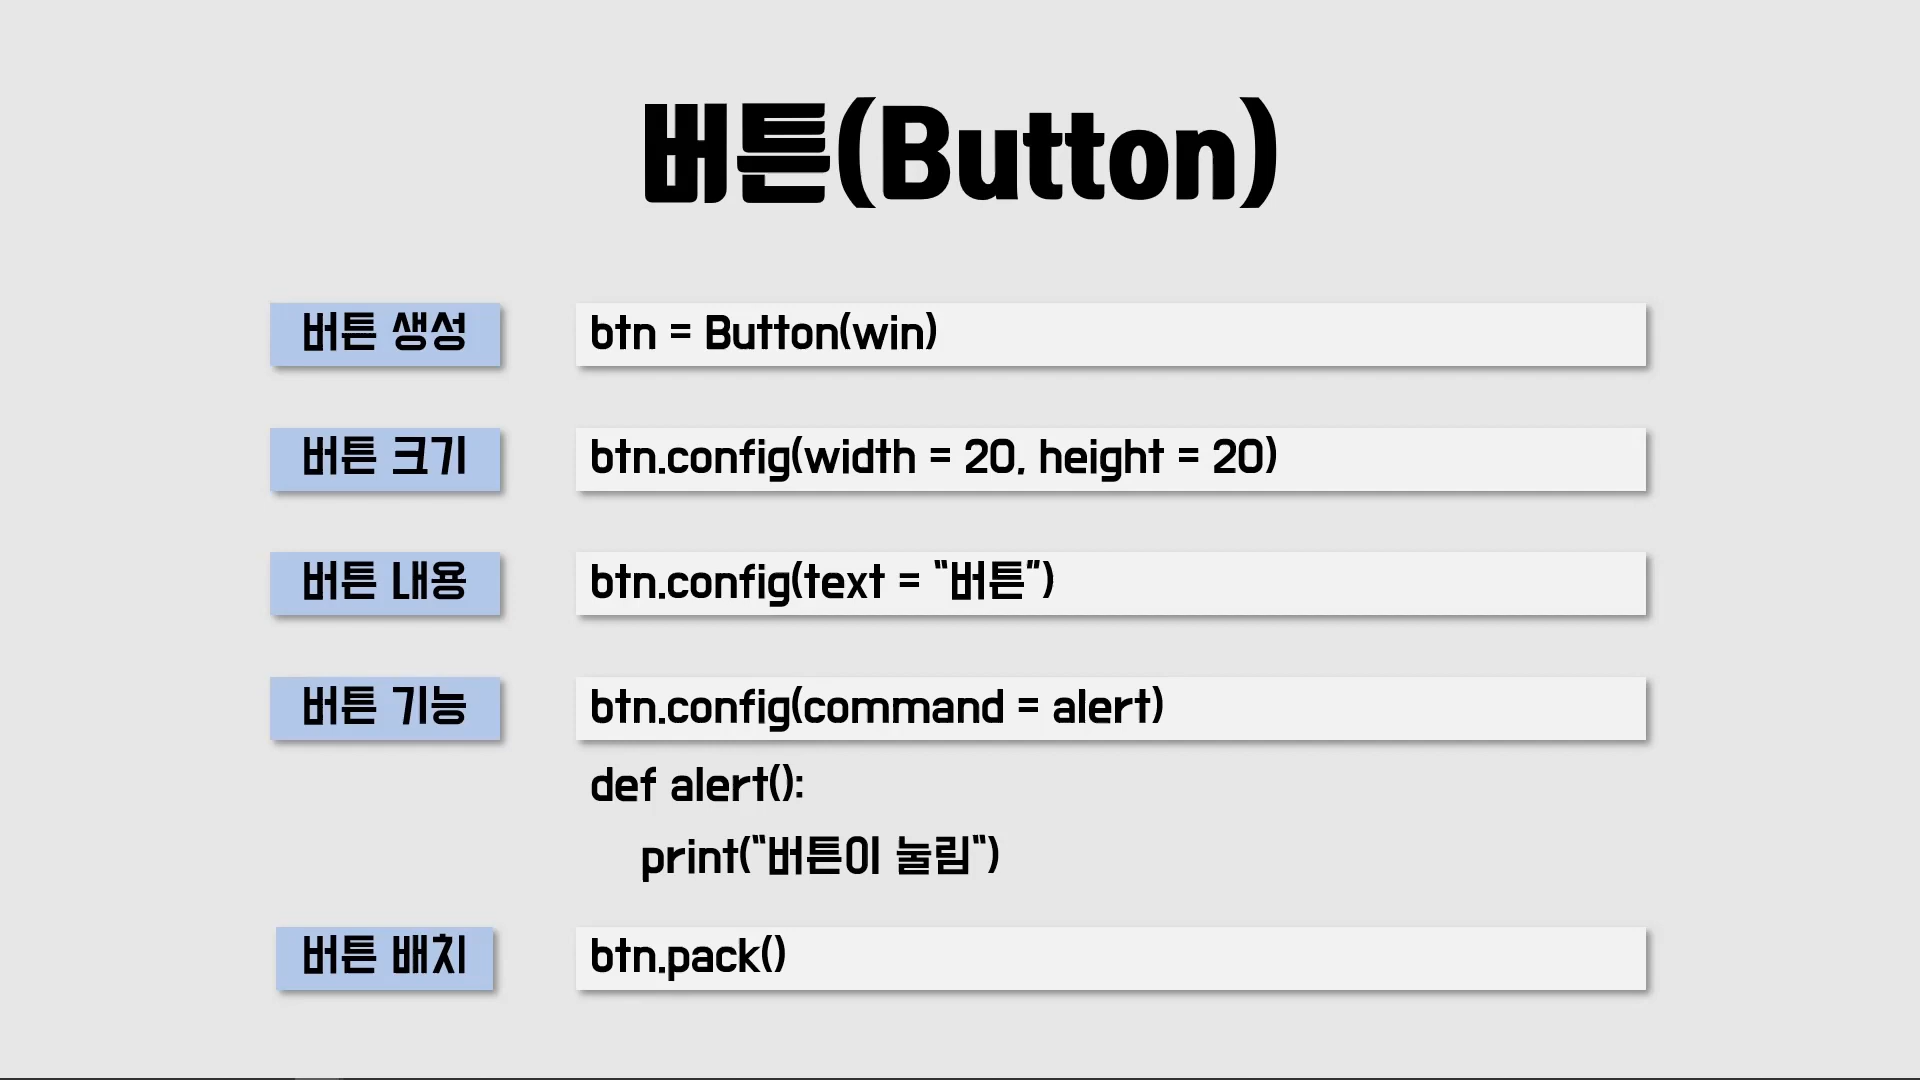 버튼(Button)
버튼 생성
btn = Button(win)
버튼 크기
btn.config(width = 20, height = 20)
버튼 내용
btn.config(text = “버튼”)
버튼 기능
btn.config(command = alert)
def alert():
print(“버튼이 눌림“)
버튼 배치
btn.pack()